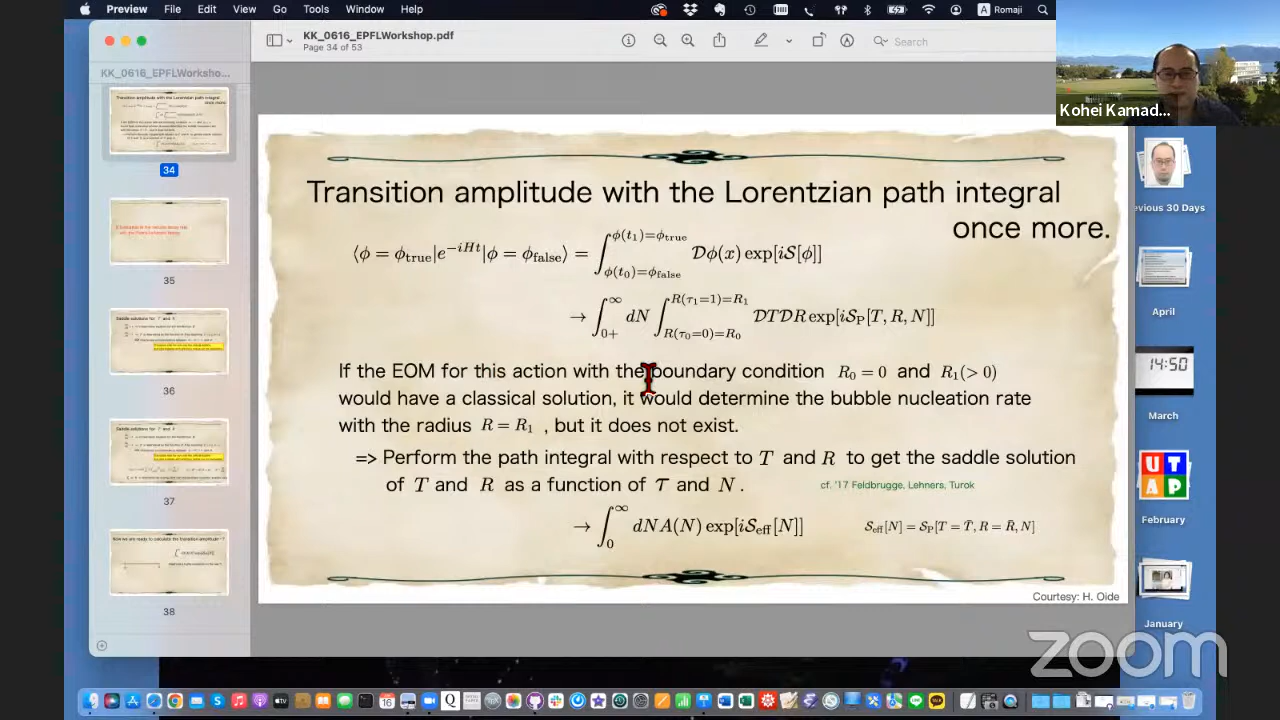 Preview File Edit View Go Tools Window Help
Romaji
KK_0616_EPFLWorkshop.pdf
Page 34 of 53
Search
KK_0616_EPFLWorksho...
34
35
36
37
38
Kohei Kamad...
Transition amplitude with the Lorentzian path integral
once more.
⟨ϕ = ϕ_true|e^{-iHt}|ϕ = ϕ_false⟩ = ∫_{ϕ(t_0)=ϕ_false}^{ϕ(t_1)=ϕ_true} 𝒟ϕ(x) exp[iS[ϕ]]
→ ∫_{0+}^{∞} dN ∫_{R(τ_0=0)=R_0}^{R(τ_1=1)=R_1} 𝒟T𝒟R exp[i𝒮_P[T, R, N]]
If the EOM for this action with the boundary condition R_0 = 0 and R_1(> 0)
would have a classical solution, it would determine the bubble nucleation rate
with the radius R = R_1 , but it does not exist.
=> Perform the path integral with respect to T and R to get the saddle solution
of T and R as a function of τ and N .
cf. '17 Feldbrugge, Lehners, Turok
→ ∫_0^∞ dNA(N) exp[i𝒮_eff[N]]
𝒮_eff[N] = 𝒮_P[T = T̄, R = R̄, N]
Courtesy: H. Oide
evious 30 Days
April
14:50
March
U T
A P
February
January
zoom
16